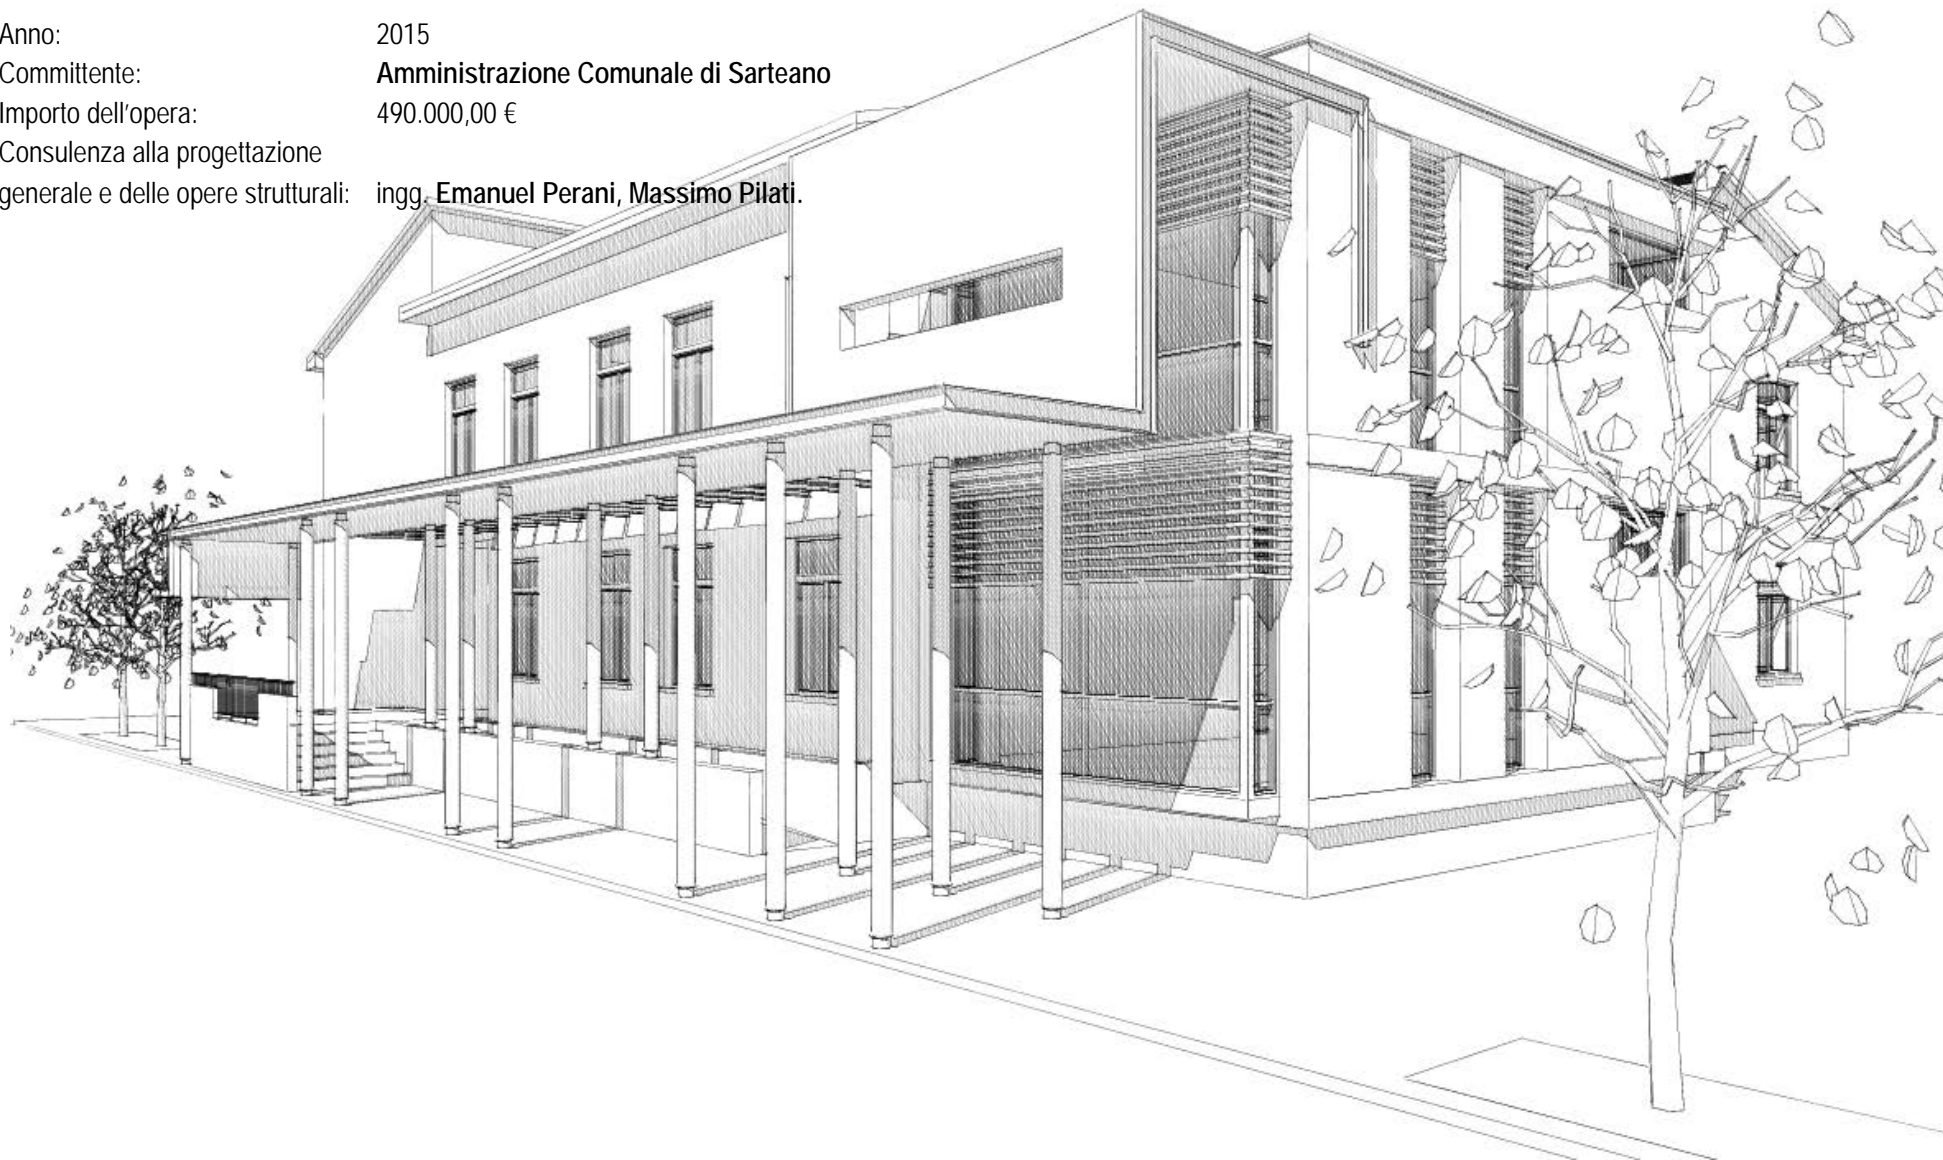 Anno: 2015
Committente: Amministrazione Comunale di Sarteano
Importo dell'opera: 490.000,00 €
Consulenza alla progettazione
generale e delle opere strutturali: ingg. Emanuel Perani, Massimo Pilati.